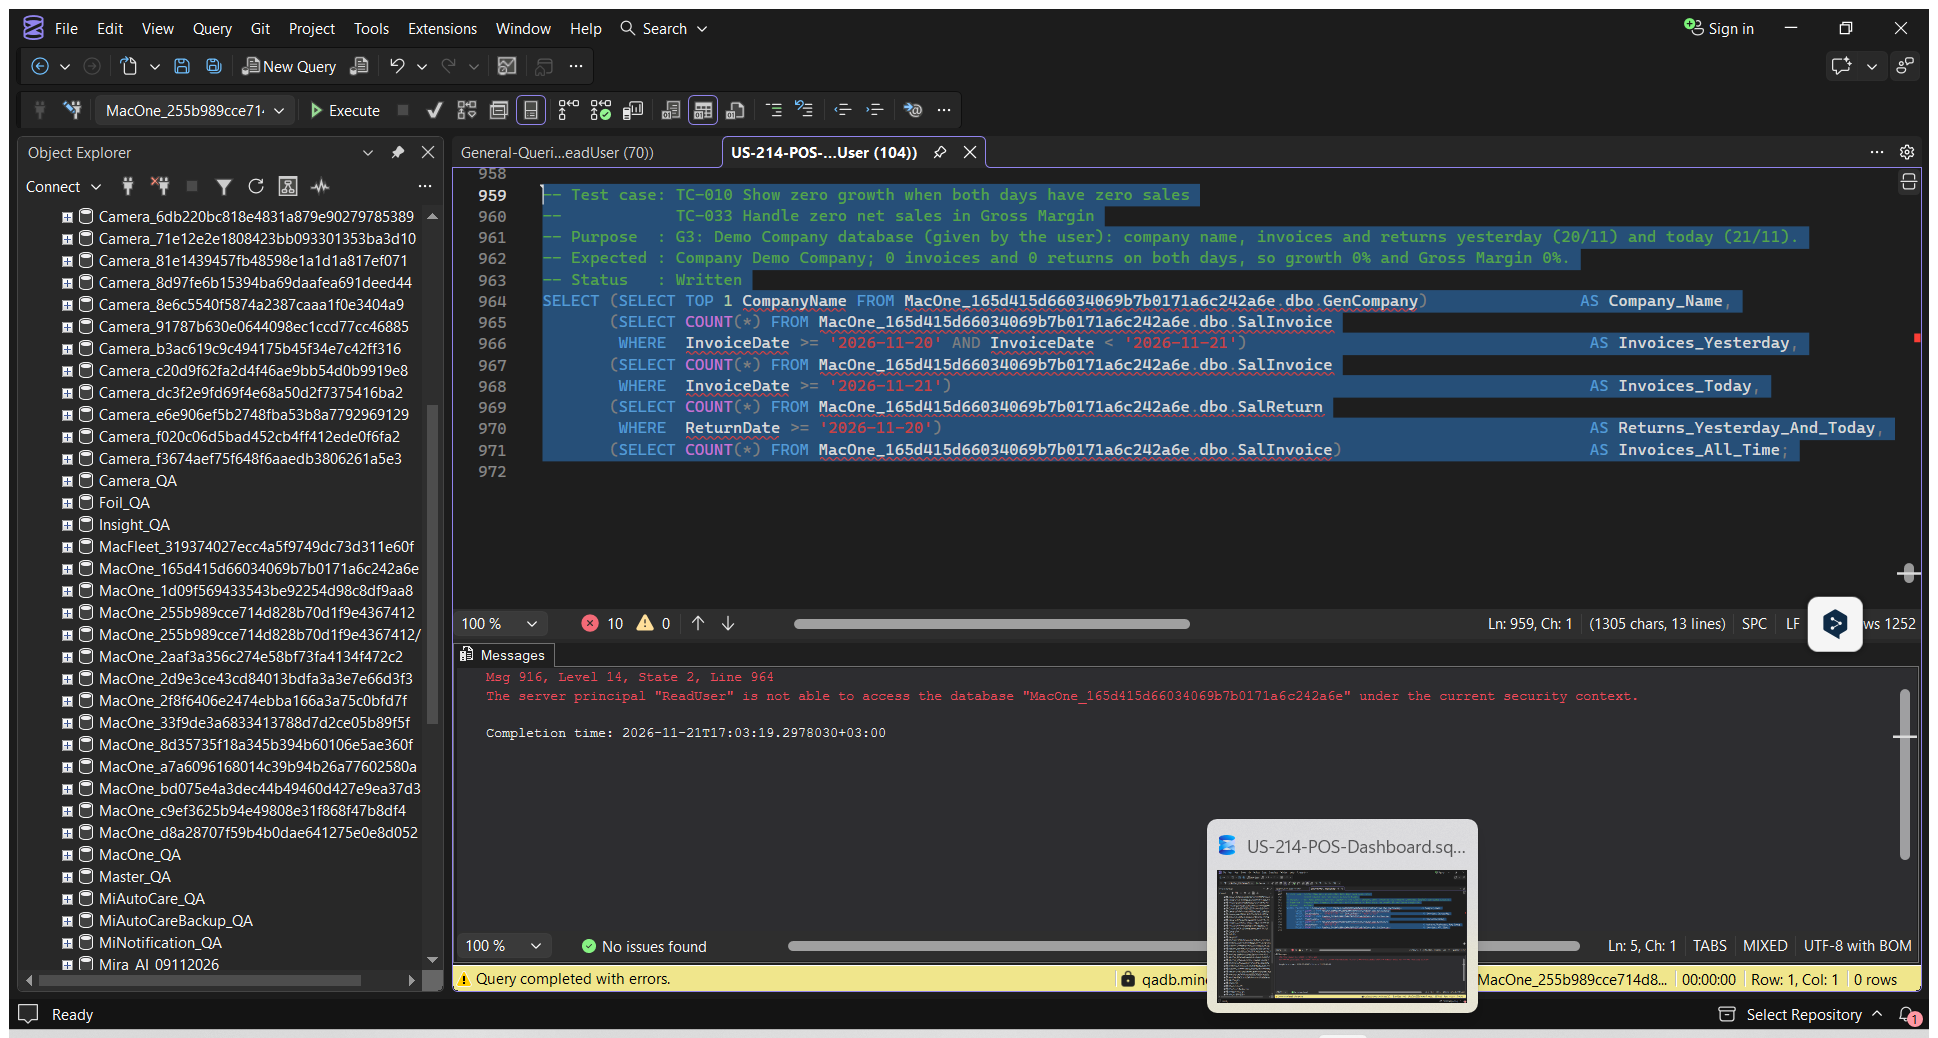 File Edit View Query Git Project Tools Extensions Window Help Search Sign in
New Query
MacOne_255b989cce71 Execute
Object Explorer
Connect
Camera_6db220bc818e4831a879e90279785389
Camera_71e12e2e1808423bb093301353ba3d10
Camera_81e1439457fb48598e1a1d1a817ef071
Camera_8d97fe6b15394ba69daafea691deed44
Camera_8e6c5540f5874a2387caaa1f0e3404a9
Camera_91787b630e0644098ec1ccd77cc46885
Camera_b3ac619c9c494175b45f34e7c42ff316
Camera_c20d9f62fa2d4f46ae9bb54d0b9919e8
Camera_dc3f2e9fd69f4e68a50d2f7375416ba2
Camera_e6e906ef5b2748fba53b8a7792969129
Camera_f020c06d5bad452cb4ff412ede0f6fa2
Camera_f3674aef75f648f6aaedb3806261a5e3
Camera_QA
Foil_QA
Insight_QA
MacFleet_319374027ecc4a5f9749dc73d311e60f
MacOne_165d415d66034069b7b0171a6c242a6e
MacOne_1d09f569433543be92254d98c8df9aa8
MacOne_255b989cce714d828b70d1f9e4367412
MacOne_255b989cce714d828b70d1f9e4367412/
MacOne_2aaf3a356c274e58bf73fa4134f472c2
MacOne_2d9e3ce43cd84013bdfa3a3e7e66d3f3
MacOne_2f8f6406e2474ebba166a3a75c0bfd7f
MacOne_33f9de3a6833413788d7d2ce05b89f5f
MacOne_8d35735f18a345b394b60106e5ae360f
MacOne_a7a6096168014c39b94b26a77602580a
MacOne_bd075e4a3dec44b49460d427e9ea37d3
MacOne_c9ef3625b94e49808e31f868f47b8df4
MacOne_d8a28707f59b4b0dae641275e0e8d052
MacOne_QA
Master_QA
MiAutoCare_QA
MiAutoCareBackup_QA
MiNotification_QA
Mira_AI_09112026
General-Queri...eadUser (70)) US-214-POS-...User (104))
958
959 -- Test case: TC-010 Show zero growth when both days have zero sales
960 -- TC-033 Handle zero net sales in Gross Margin
961 -- Purpose : G3: Demo Company database (given by the user): company name, invoices and returns yesterday (20/11) and today (21/11).
962 -- Expected : Company Demo Company; 0 invoices and 0 returns on both days, so growth 0% and Gross Margin 0%.
963 -- Status : Written
964 SELECT (SELECT TOP 1 CompanyName FROM MacOne_165d415d66034069b7b0171a6c242a6e.dbo.GenCompany) AS Company_Name,
965 (SELECT COUNT(*) FROM MacOne_165d415d66034069b7b0171a6c242a6e.dbo.SalInvoice
966 WHERE InvoiceDate >= '2026-11-20' AND InvoiceDate < '2026-11-21') AS Invoices_Yesterday,
967 (SELECT COUNT(*) FROM MacOne_165d415d66034069b7b0171a6c242a6e.dbo.SalInvoice
968 WHERE InvoiceDate >= '2026-11-21') AS Invoices_Today,
969 (SELECT COUNT(*) FROM MacOne_165d415d66034069b7b0171a6c242a6e.dbo.SalReturn
970 WHERE ReturnDate >= '2026-11-20') AS Returns_Yesterday_And_Today,
971 (SELECT COUNT(*) FROM MacOne_165d415d66034069b7b0171a6c242a6e.dbo.SalInvoice) AS Invoices_All_Time;
972
100 % 10 0 Ln: 959, Ch: 1 (1305 chars, 13 lines) SPC LF ws 1252
Messages
Msg 916, Level 14, State 2, Line 964
The server principal "ReadUser" is not able to access the database "MacOne_165d415d66034069b7b0171a6c242a6e" under the current security context.
Completion time: 2026-11-21T17:03:19.2978030+03:00
US-214-POS-Dashboard.sq...
100 % No issues found Ln: 5, Ch: 1 TABS MIXED UTF-8 with BOM
Query completed with errors. qadb.min MacOne_255b989cce714d8... 00:00:00 Row: 1, Col: 1 0 rows
Ready Select Repository 1